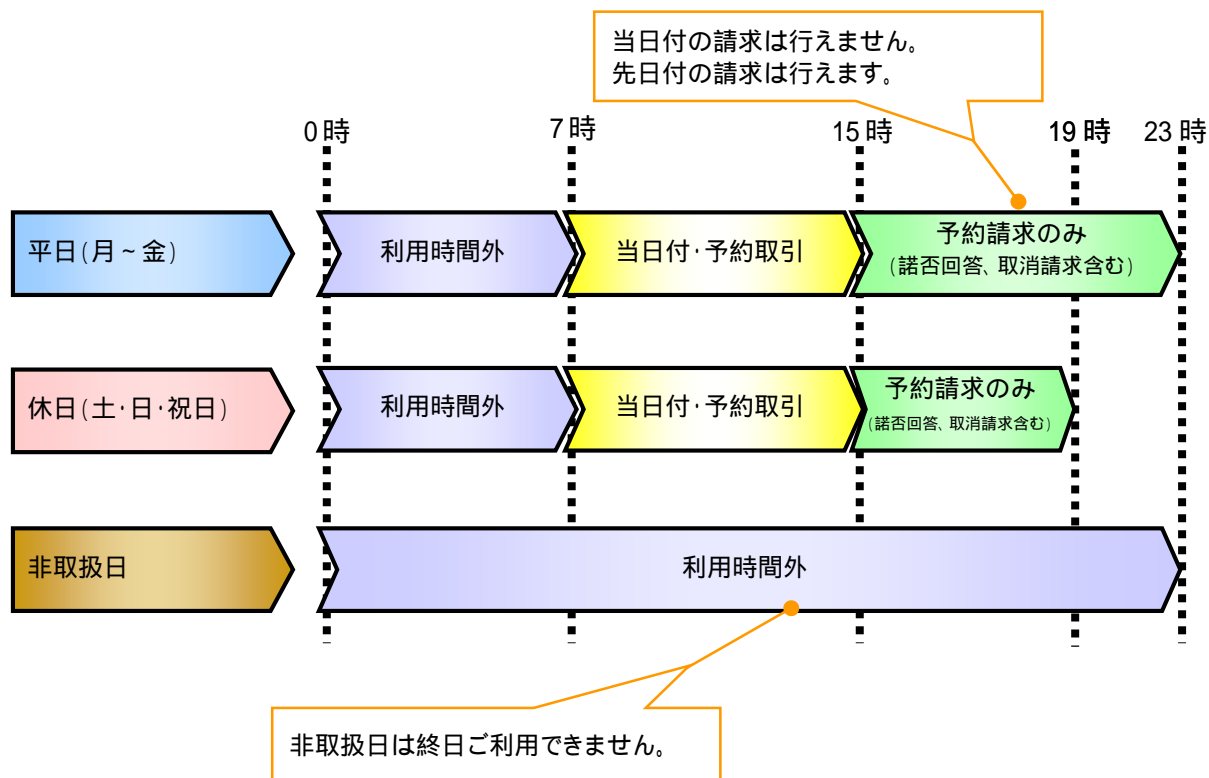 当日付の請求は行えません。
先日付の請求は行えます。
0時
7時
15時
19時
23時
平日(月~金)
利用時間外
当日付・予約取引
予約請求のみ
(諾否回答、取消請求含む)
休日(土・日・祝日)
利用時間外
当日付・予約取引
予約請求のみ
(諾否回答、取消請求含む)
非取扱日
利用時間外
非取扱日は終日ご利用できません。